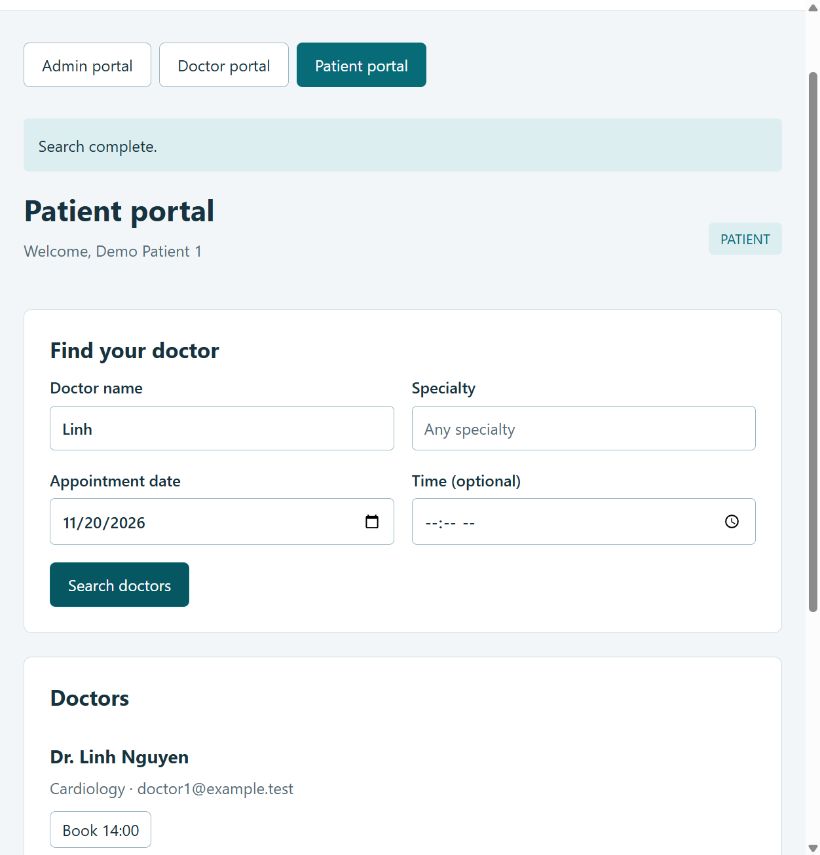 Admin portal
Doctor portal
Patient portal
Search complete.
Patient portal
Welcome, Demo Patient 1
PATIENT
Find your doctor
Doctor name
Specialty
Linh
Any specialty
Appointment date
Time (optional)
11/20/2026
--:-- --
Search doctors
Doctors
Dr. Linh Nguyen
Cardiology · doctor1@example.test
Book 14:00